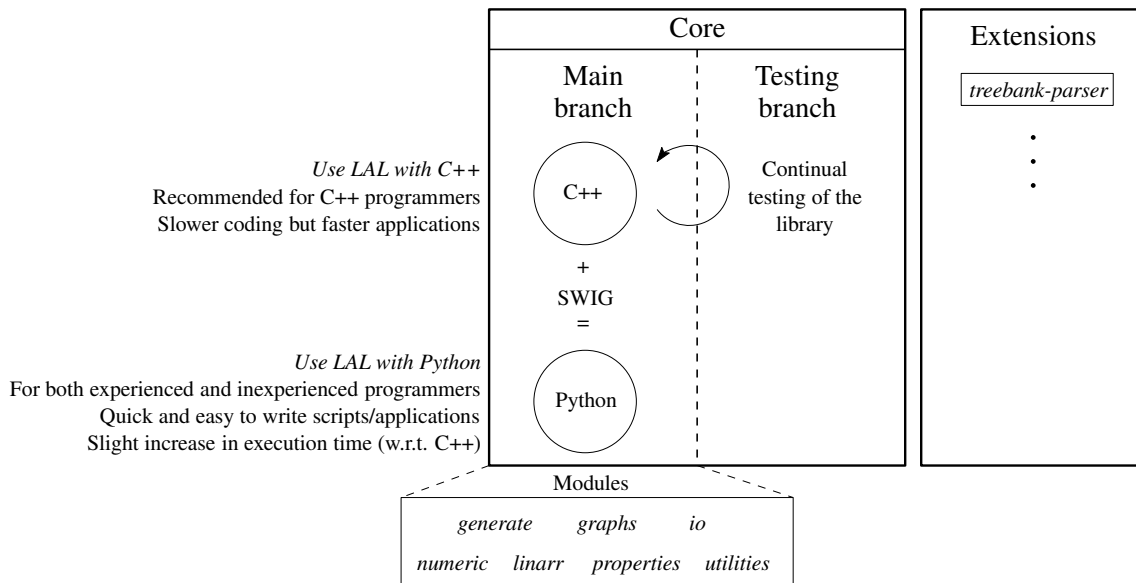 Core
Main
branch
Testing
branch
Extensions
treebank-parser
Use LAL with C++
Recommended for C++ programmers
Slower coding but faster applications
C++
Continual
testing of the
library
+
SWIG
=
Use LAL with Python
For both experienced and inexperienced programmers
Quick and easy to write scripts/applications
Slight increase in execution time (w.r.t. C++)
Python
Modules
generate graphs io
numeric linarr properties utilities